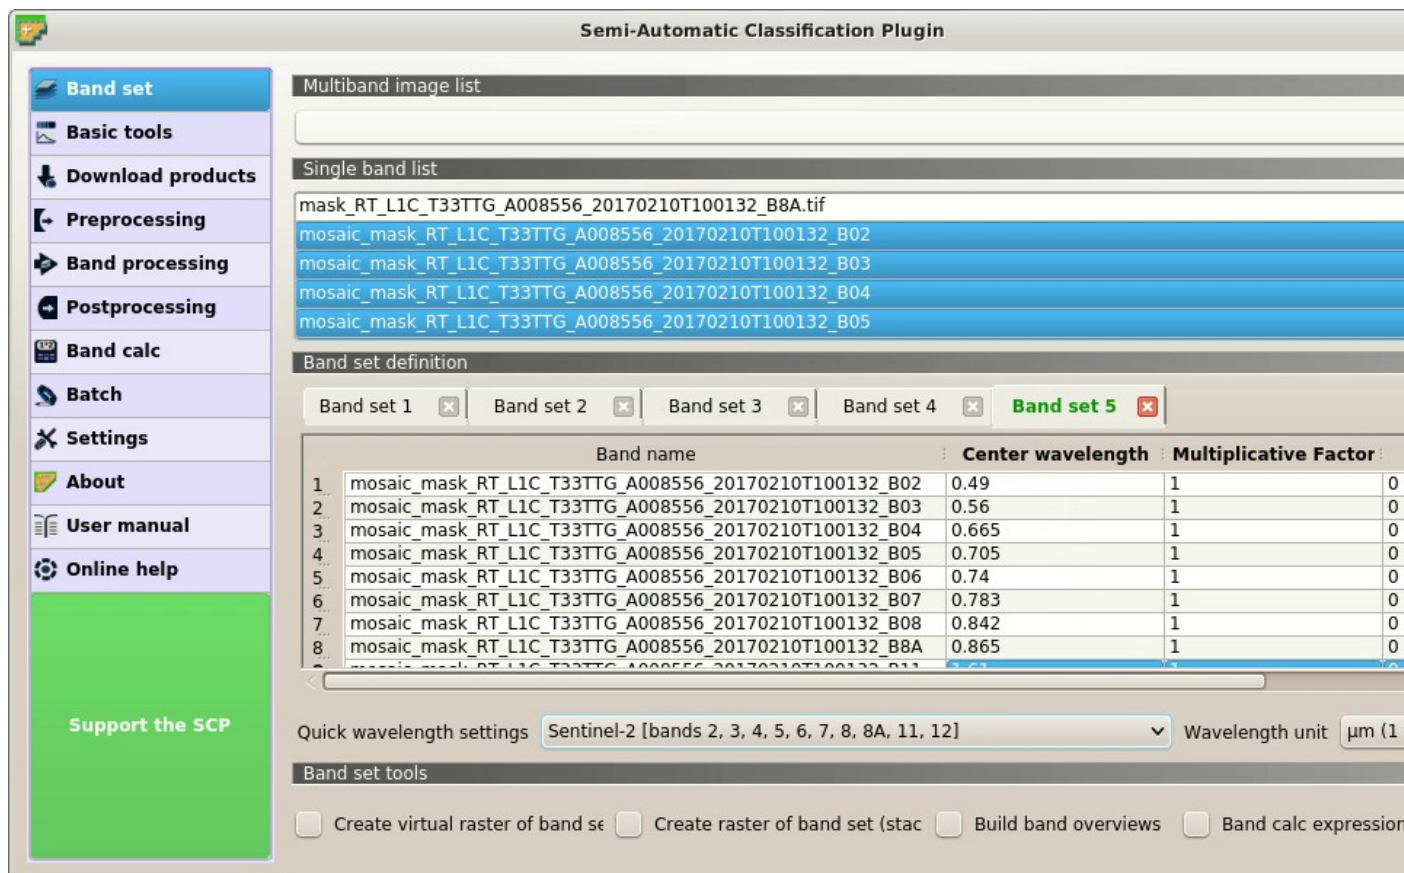 Semi-Automatic Classification Plugin
Band set
Basic tools
Download products
Preprocessing
Band processing
Postprocessing
Band calc
Batch
Settings
About
User manual
Online help
Support the SCP
Multiband image list
Single band list
mask_RT_L1C_T33TTG_A008556_20170210T100132_B8A.tif
mosaic_mask_RT_L1C_T33TTG_A008556_20170210T100132_B02
mosaic_mask_RT_L1C_T33TTG_A008556_20170210T100132_B03
mosaic_mask_RT_L1C_T33TTG_A008556_20170210T100132_B04
mosaic_mask_RT_L1C_T33TTG_A008556_20170210T100132_B05
Band set definition
Band set 1 Band set 2 Band set 3 Band set 4 Band set 5
Band name Center wavelength Multiplicative Factor
1 mosaic_mask_RT_L1C_T33TTG_A008556_20170210T100132_B02 0.49 1 0
2 mosaic_mask_RT_L1C_T33TTG_A008556_20170210T100132_B03 0.56 1 0
3 mosaic_mask_RT_L1C_T33TTG_A008556_20170210T100132_B04 0.665 1 0
4 mosaic_mask_RT_L1C_T33TTG_A008556_20170210T100132_B05 0.705 1 0
5 mosaic_mask_RT_L1C_T33TTG_A008556_20170210T100132_B06 0.74 1 0
6 mosaic_mask_RT_L1C_T33TTG_A008556_20170210T100132_B07 0.783 1 0
7 mosaic_mask_RT_L1C_T33TTG_A008556_20170210T100132_B08 0.842 1 0
8 mosaic_mask_RT_L1C_T33TTG_A008556_20170210T100132_B8A 0.865 1 0
Quick wavelength settings Sentinel-2 [bands 2, 3, 4, 5, 6, 7, 8, 8A, 11, 12] Wavelength unit µm (1
Band set tools
Create virtual raster of band se Create raster of band set (stac Build band overviews Band calc expression